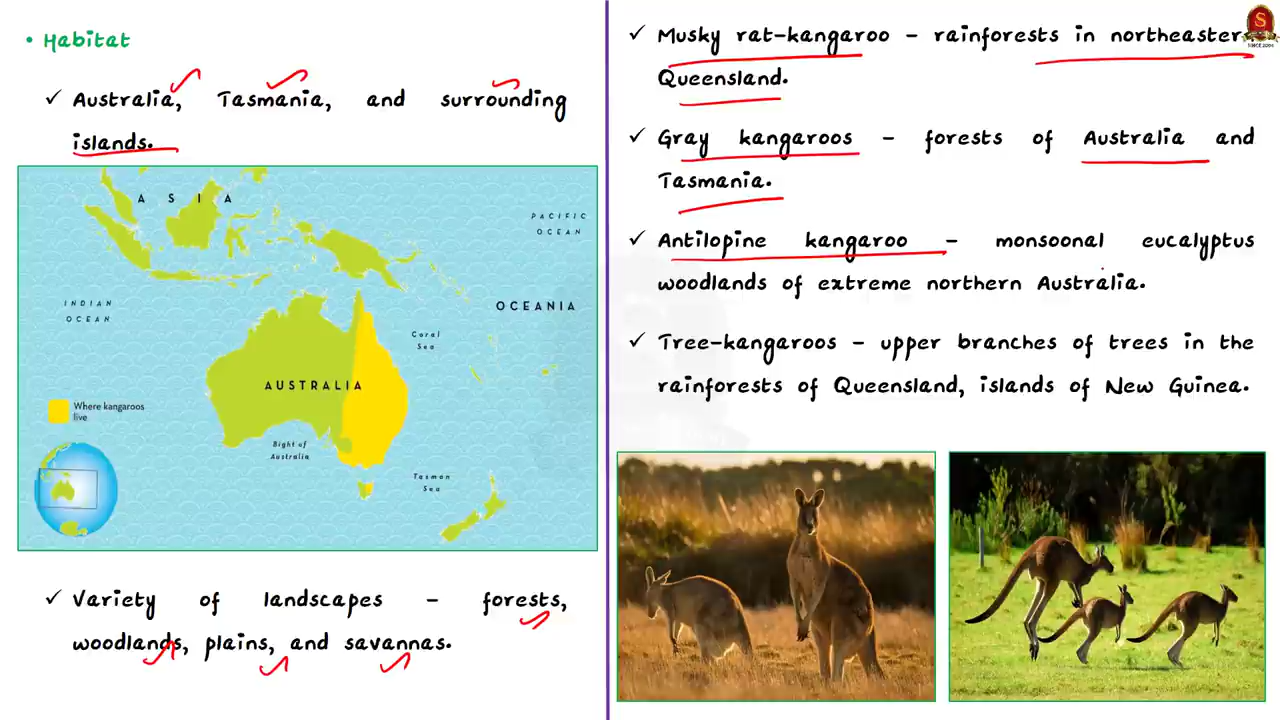 • Habitat
✓ Australia, Tasmania, and surrounding
islands.
ASIA
PACIFIC
OCEAN
INDIAN
OCEAN
OCEANIA
Coral
Sea
AUSTRALIA
Where kangaroos
live
Bight of
Australia
Tasman
Sea
✓ Variety of landscapes – forests,
woodlands, plains, and savannas.
✓ Musky rat-kangaroo – rainforests in northeastern
Queensland.
✓ Gray kangaroos – forests of Australia and
Tasmania.
✓ Antilopine kangaroo – monsoonal eucalyptus
woodlands of extreme northern Australia.
✓ Tree-kangaroos – upper branches of trees in the
rainforests of Queensland, islands of New Guinea.
S
SINCE 2004